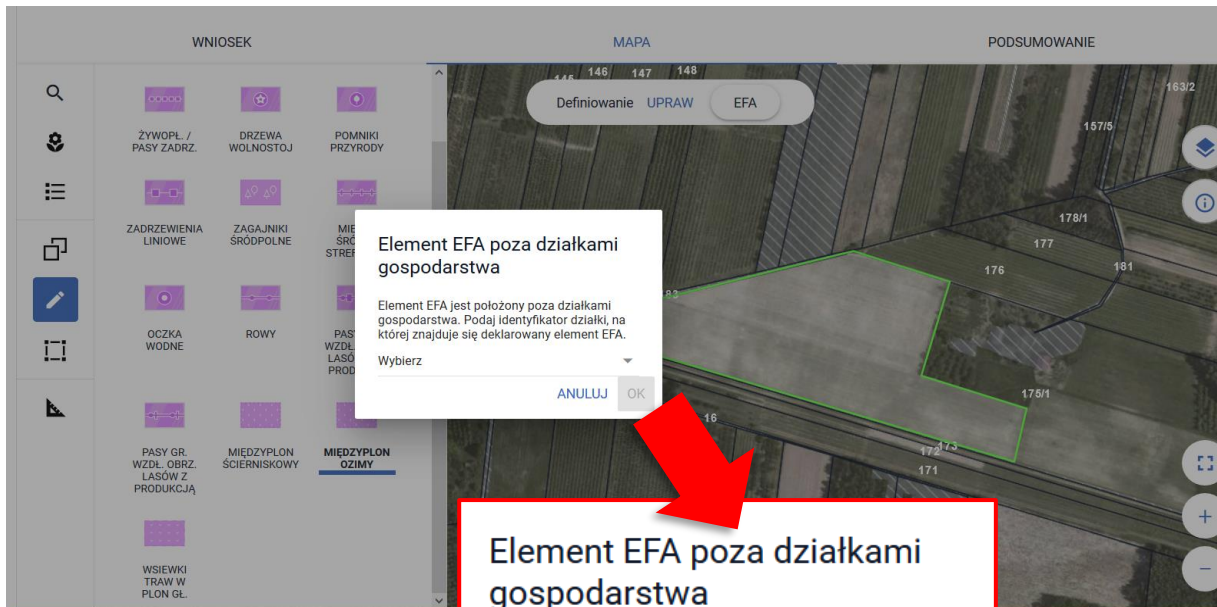 WNIOSEK
MAPA
PODSUMOWANIE
ŻYWOPŁ. /
PASY ZADRZ.
DRZEWA
WOLNOSTOJ
POMNIKI
PRZYRODY
ZADRZEWIENIA
LINIOWE
ZAGAJNIKI
ŚRÓDPOLNE
OCZKA
WODNE
ROWY
PASY GR.
WZDŁ. OBRZ.
LASÓW Z
PRODUKCJĄ
MIĘDZYPLON
ŚCIERNISKOWY
MIĘDZYPLON
OZIMY
WSIEWKI
TRAW W
PLON GŁ.
Definiowanie UPRAW EFA
146
147
148
163/2
157/5
178/1
177
176
181
175/1
16
173
172
171
Element EFA poza działkami
gospodarstwa
Element EFA jest położony poza działkami
gospodarstwa. Podaj identyfikator działki, na
której znajduje się deklarowany element EFA.
Wybierz
ANULUJ OK
Element EFA poza działkami
gospodarstwa